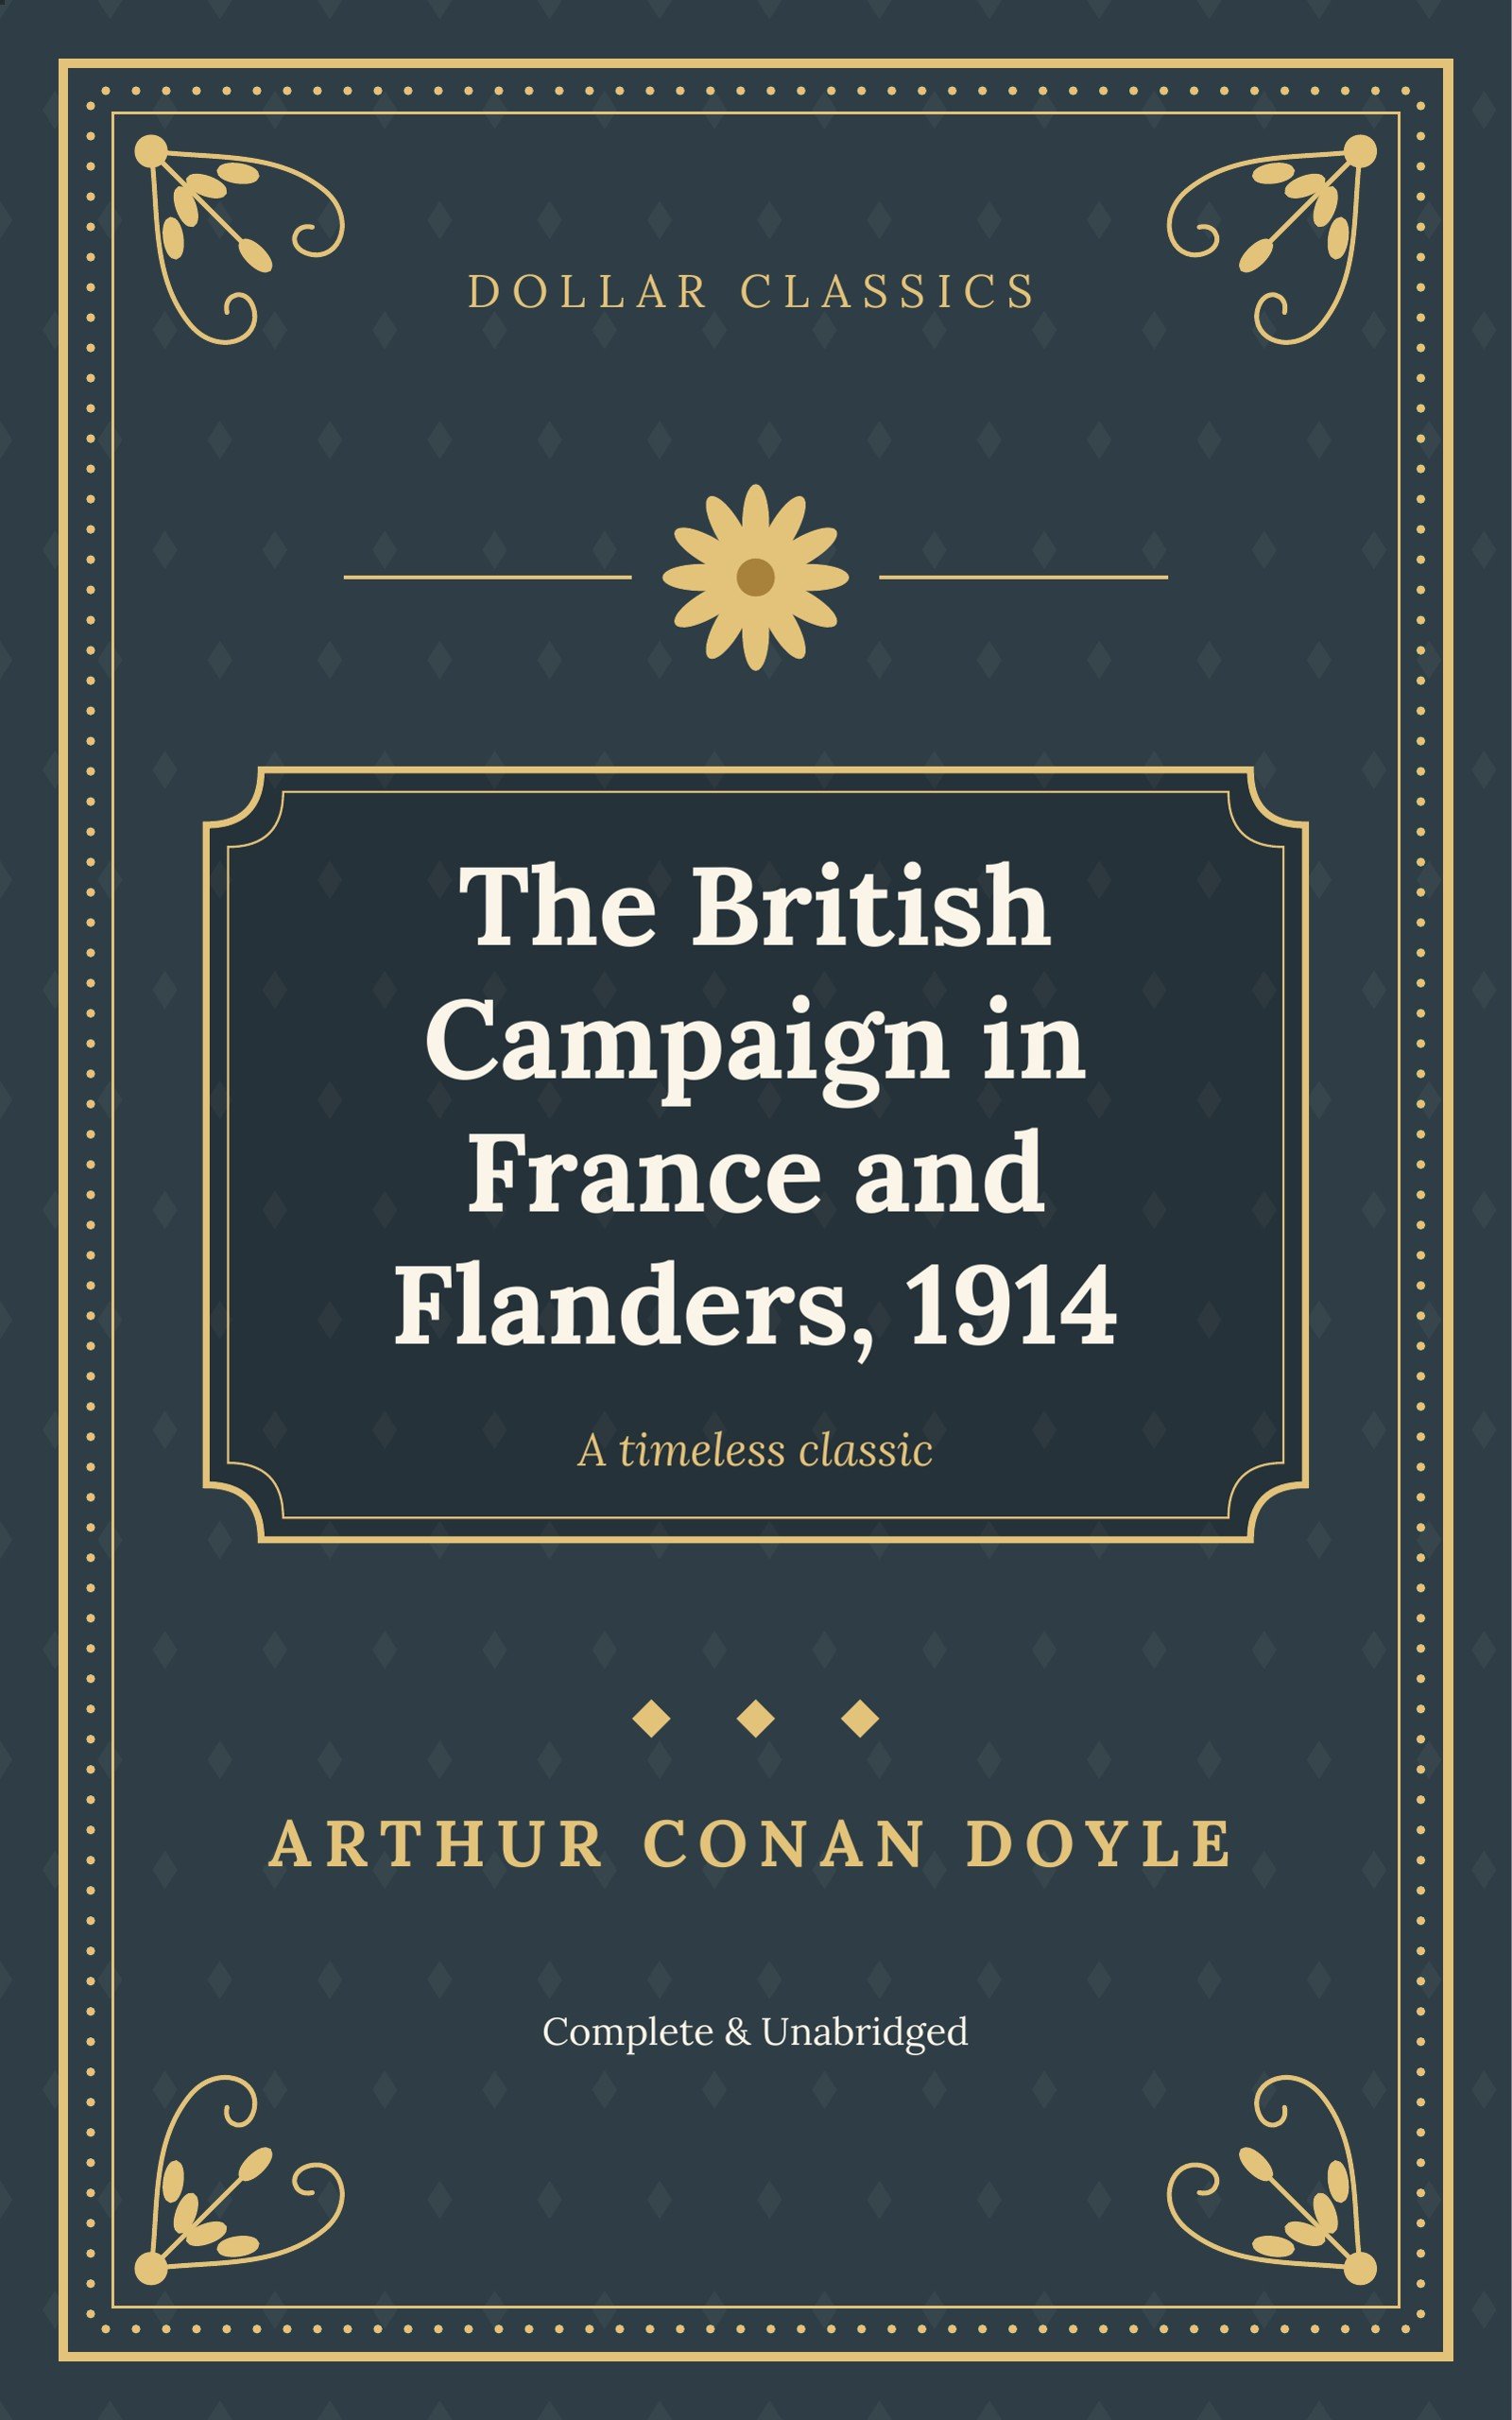 DOLLAR CLASSICS
The British
Campaign in
France and
Flanders, 1914
A timeless classic
ARTHUR CONAN DOYLE
Complete & Unabridged